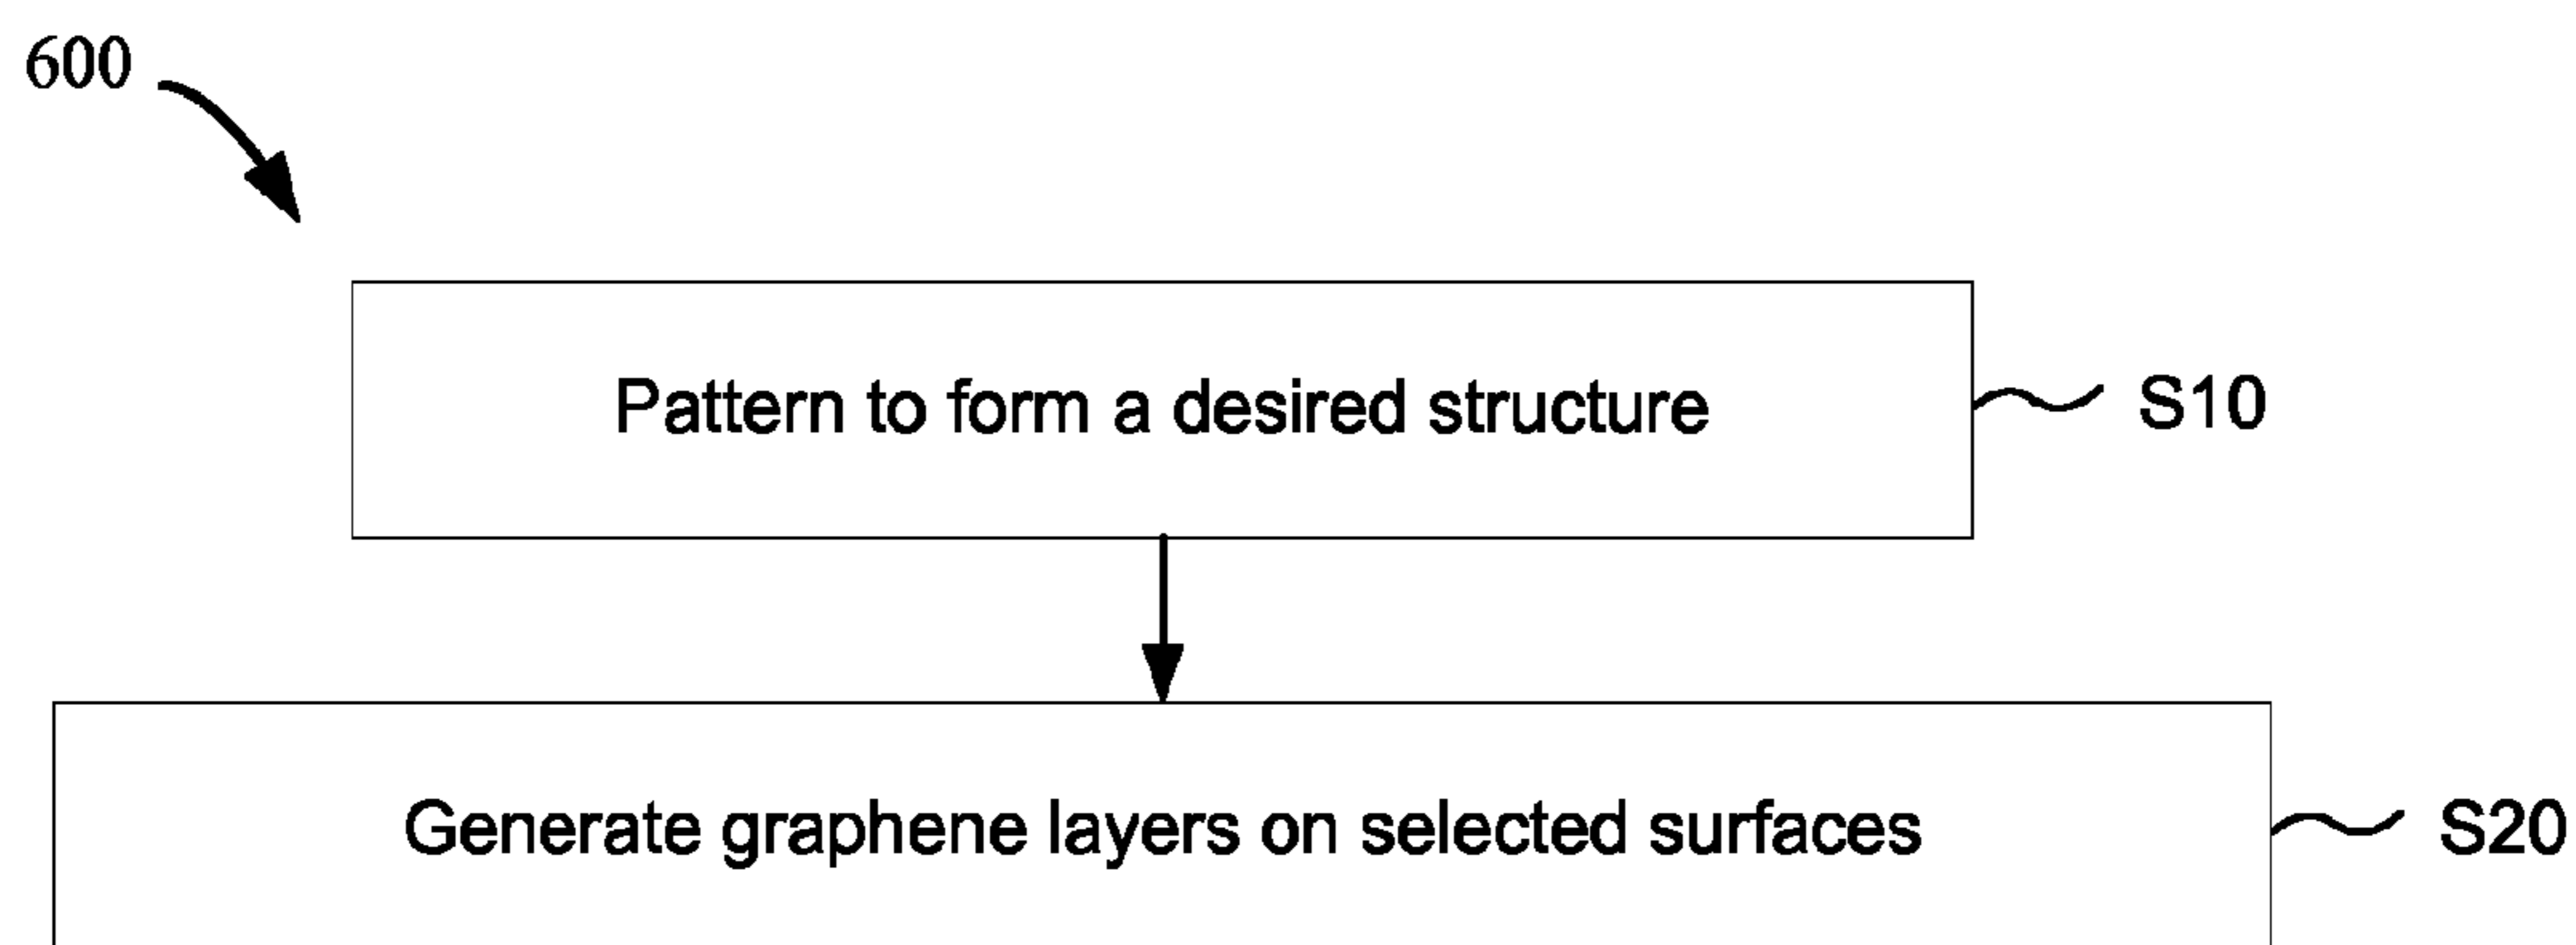 600
Pattern to form a desired structure
S10
Generate graphene layers on selected surfaces
S20